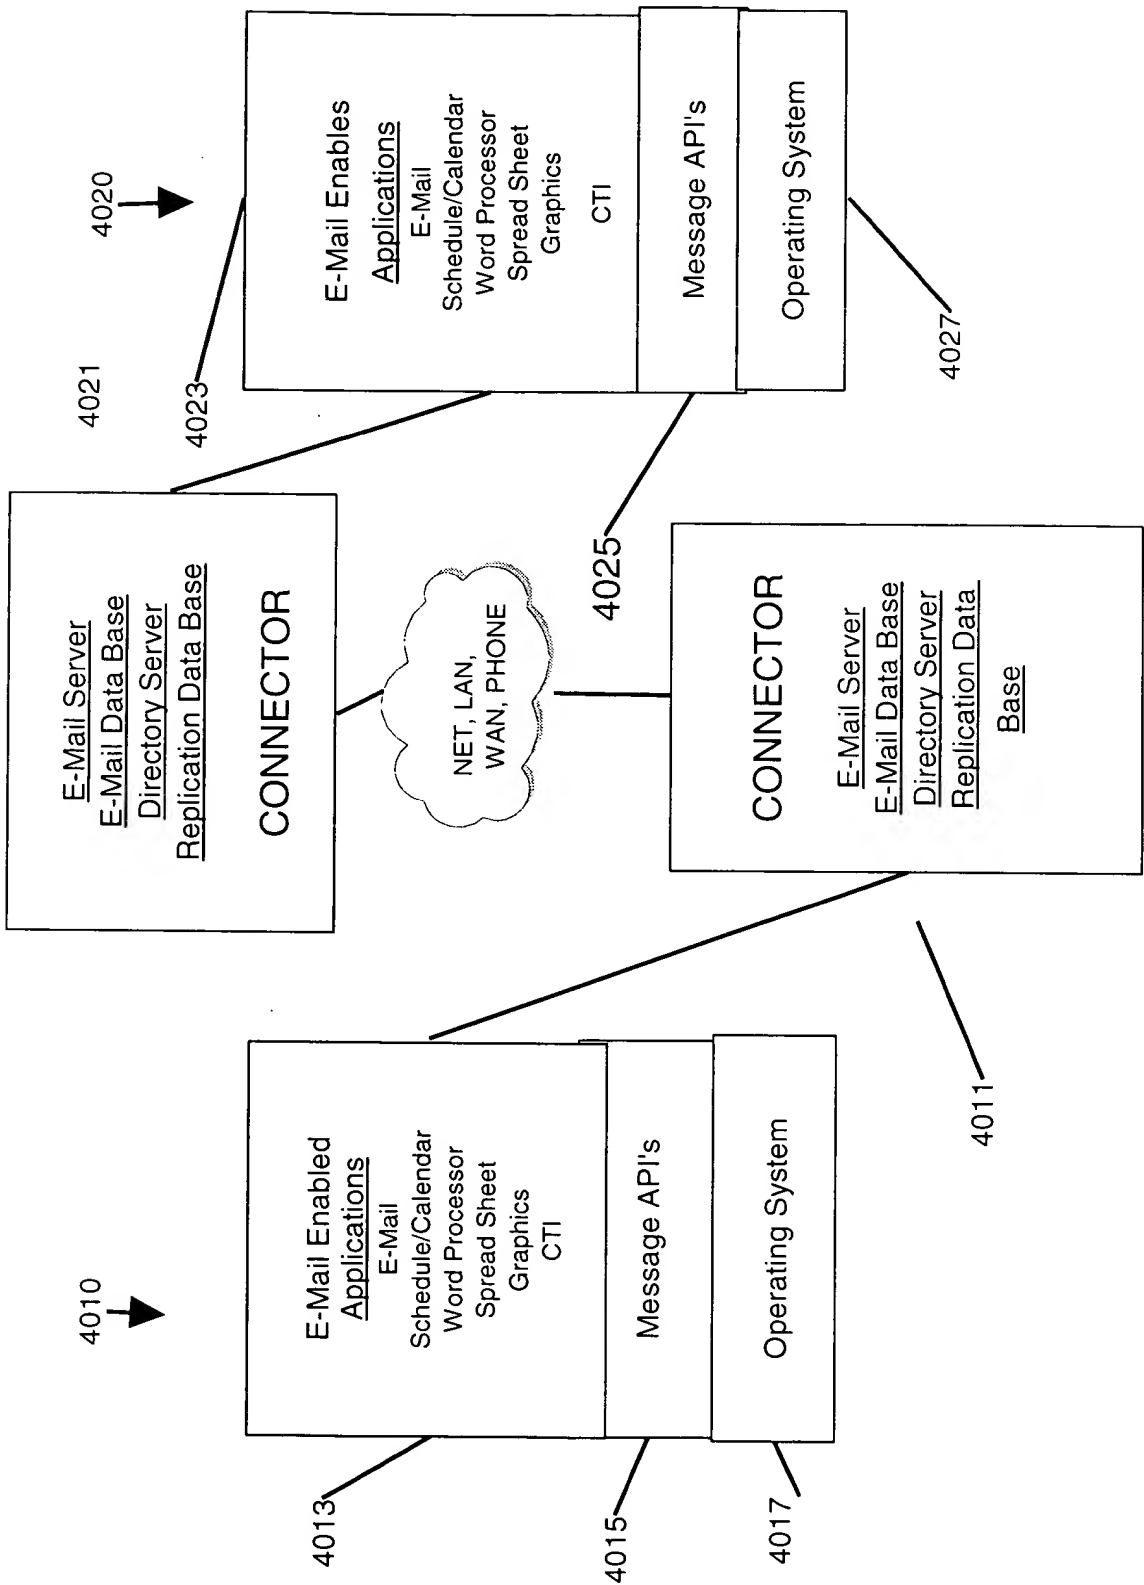 4010
4013
E-Mail Enabled
Applications
E-Mail
Schedule/Calendar
Word Processor
Spread Sheet
Graphics
CTI
4015
Message API's
4017
Operating System
E-Mail Server
E-Mail Data Base
Directory Server
Replication Data Base
CONNECTOR
NET, LAN,
WAN, PHONE
CONNECTOR
E-Mail Server
E-Mail Data Base
Directory Server
Replication Data
Base
4011
4020
4021
4023
E-Mail Enables
Applications
E-Mail
Schedule/Calendar
Word Processor
Spread Sheet
Graphics
CTI
4025
Message API's
Operating System
4027